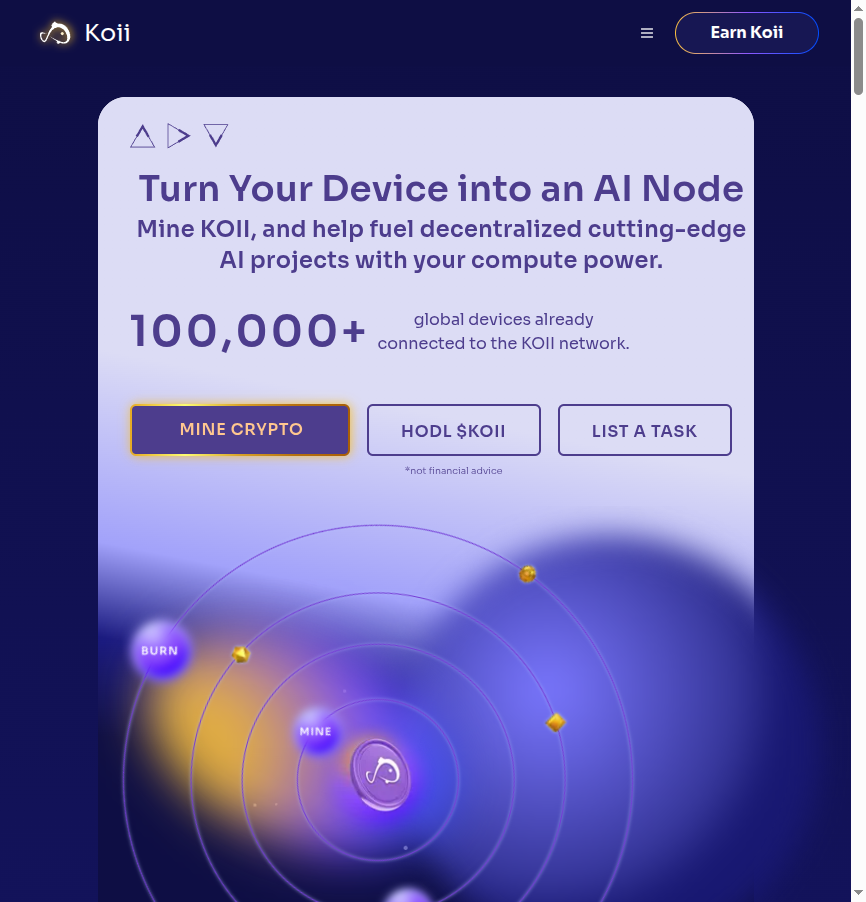 Koii
Earn Koii
Turn Your Device into an AI Node
Mine KOII, and help fuel decentralized cutting-edge
AI projects with your compute power.
100,000+
global devices already
connected to the KOII network.
MINE CRYPTO
HODL $KOII
LIST A TASK
*not financial advice
BURN
MINE